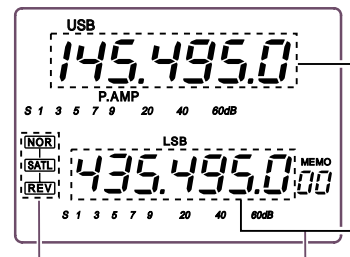 USB
145.495.0
P.AMP
S 1 3 5 7 9 20 40 60dB
NOR
SATL
REV
LSB
435.495.0
MEMO
00
S 1 3 5 7 9 20 40 60dB